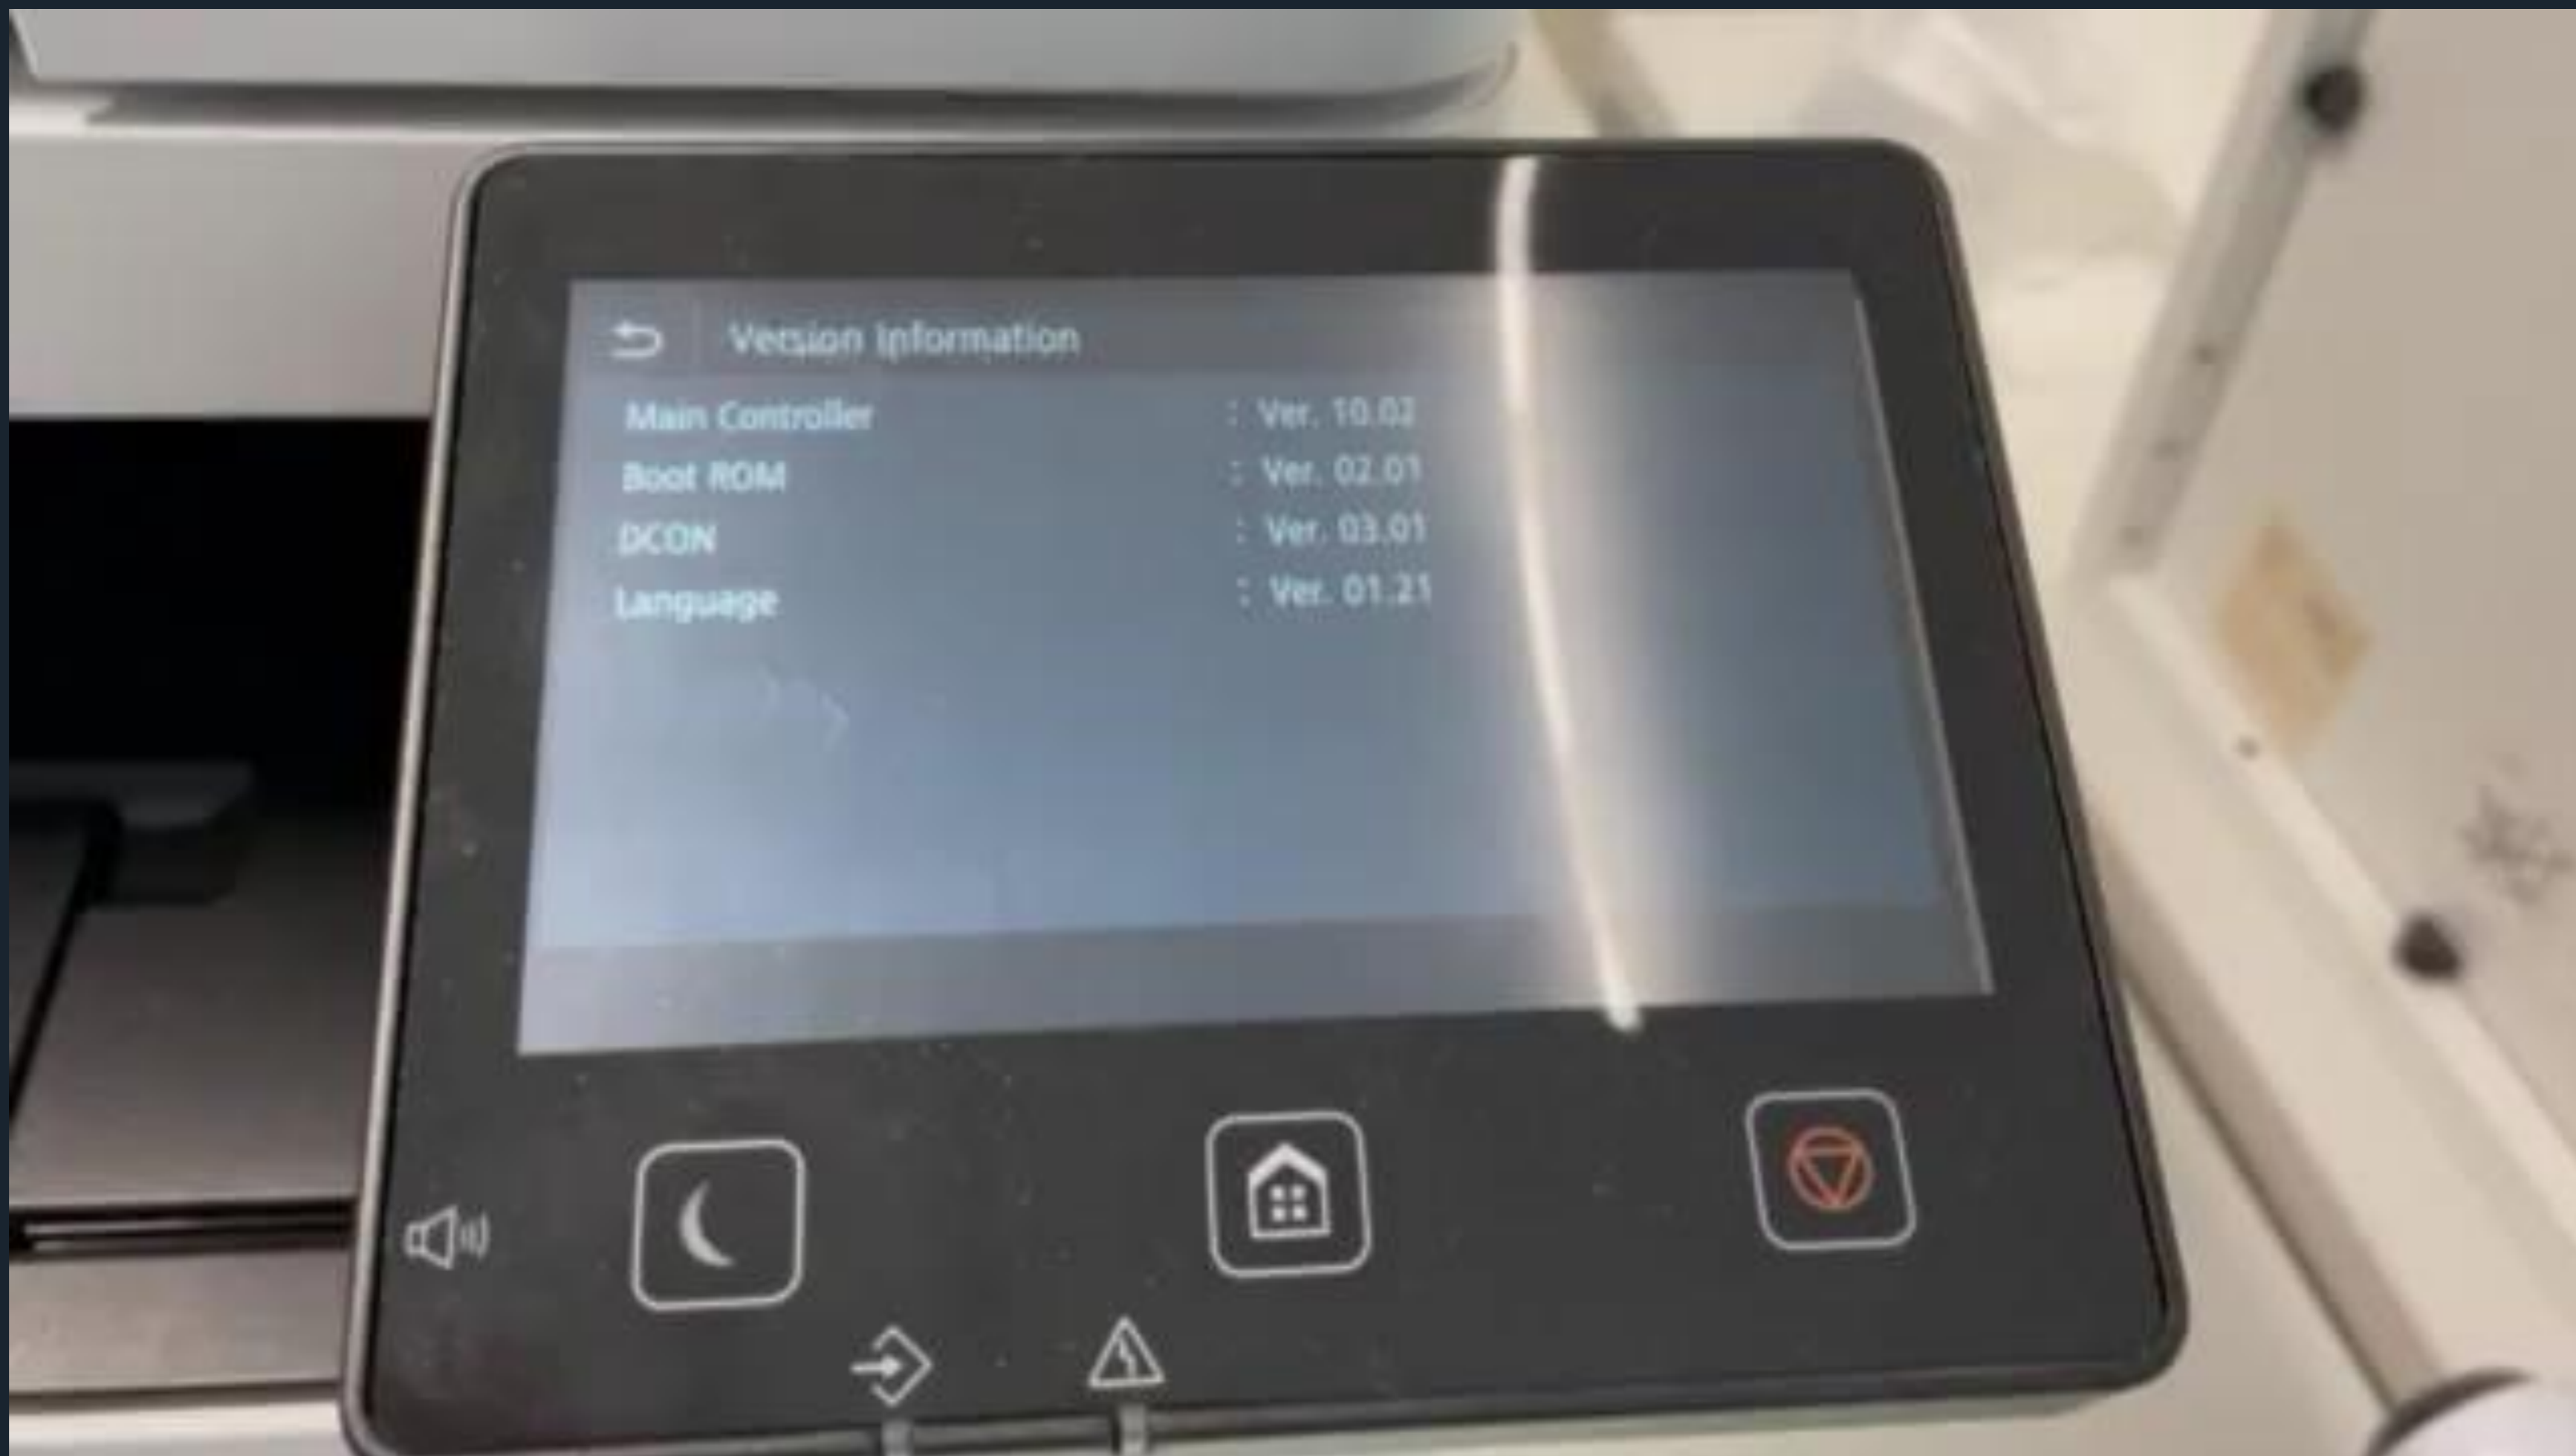 Version Information
Main Controller : Ver. 10.02
Boot ROM : Ver. 02.01
DCON : Ver. 03.01
Language : Ver. 01.21